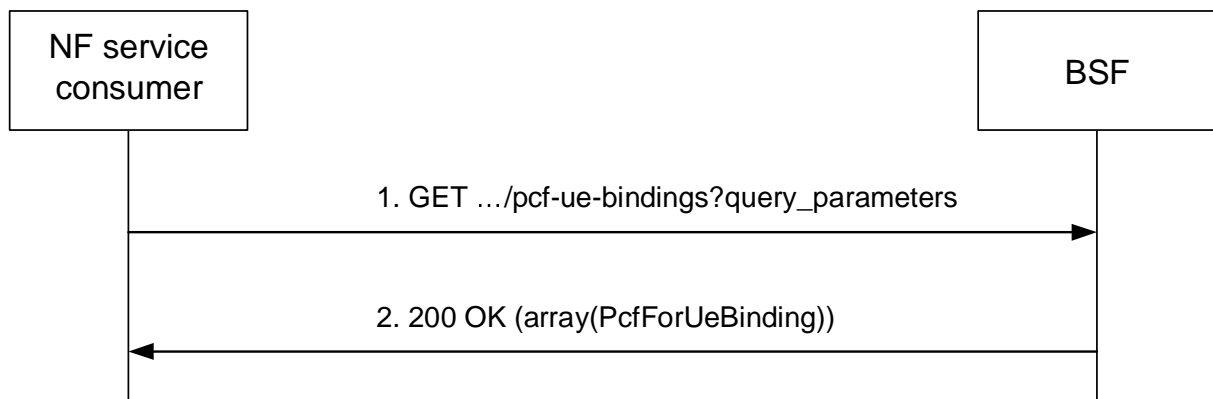 NF service
consumer
BSF
1. GET …/pcf-ue-bindings?query_parameters
2. 200 OK (array(PcfForUeBinding))